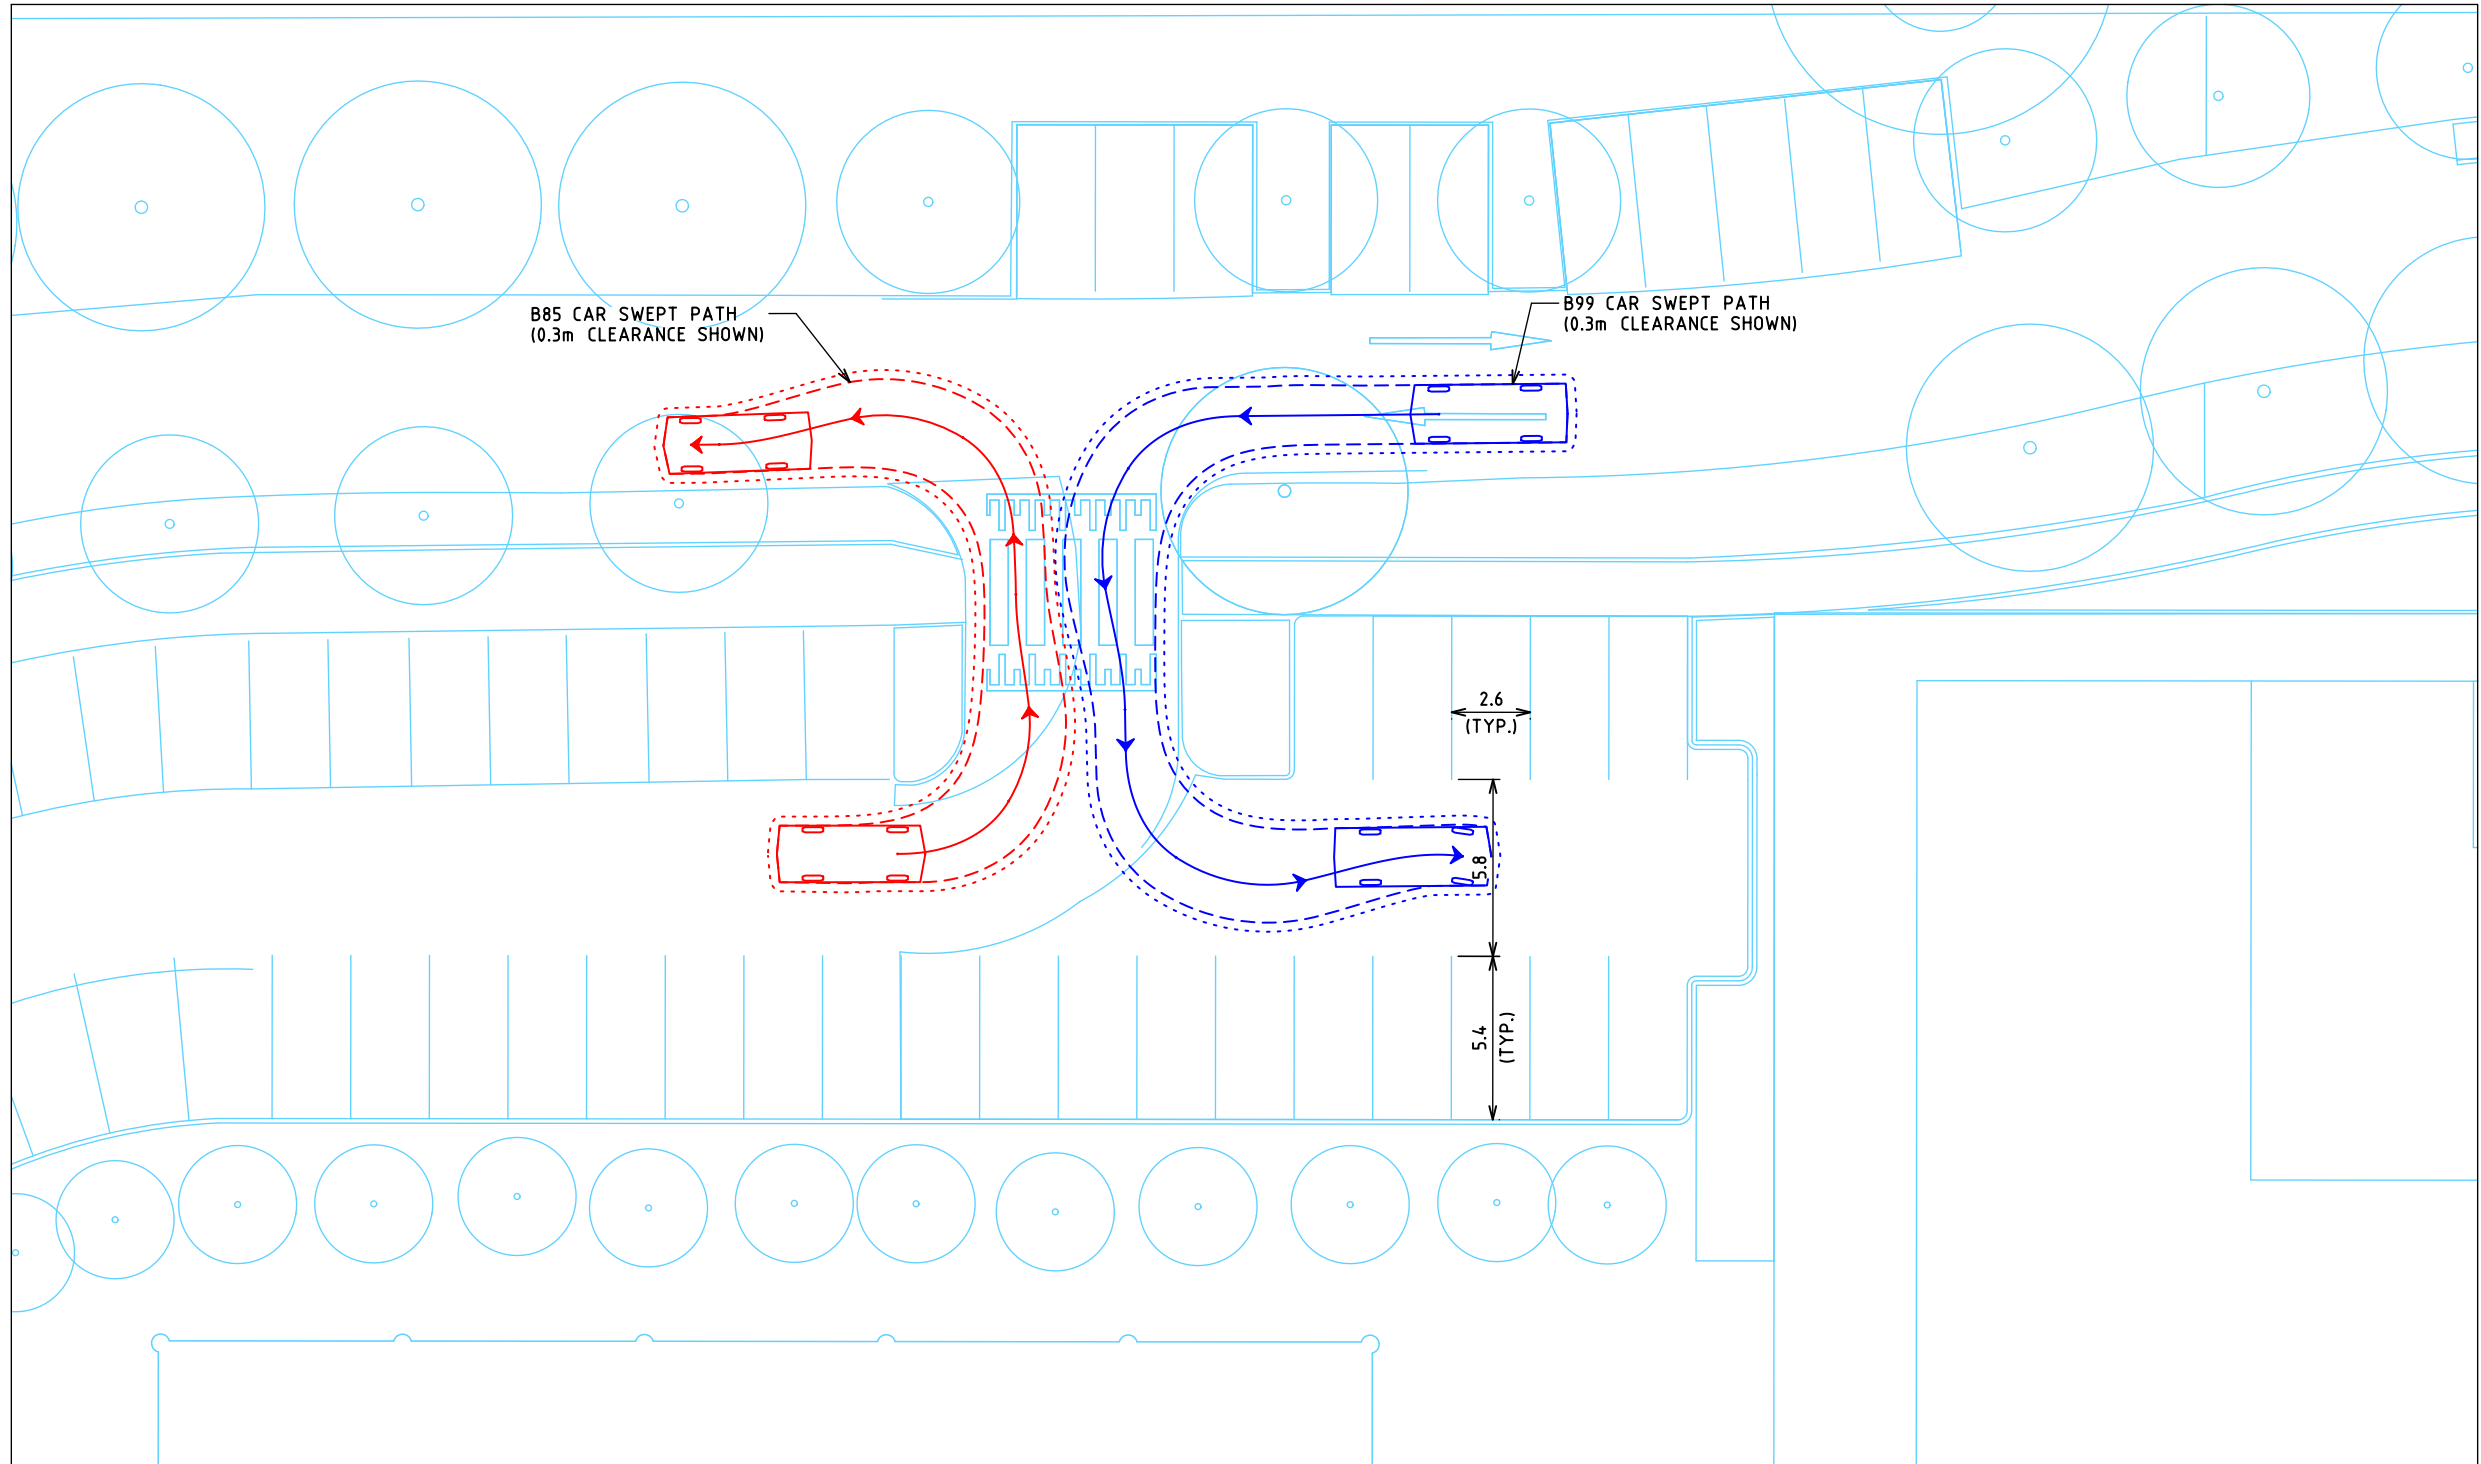 B85 CAR SWEPT PATH
(0.3m CLEARANCE SHOWN)
B99 CAR SWEPT PATH
(0.3m CLEARANCE SHOWN)
2.6
(TYP.)
5.8
5.4
(TYP.)